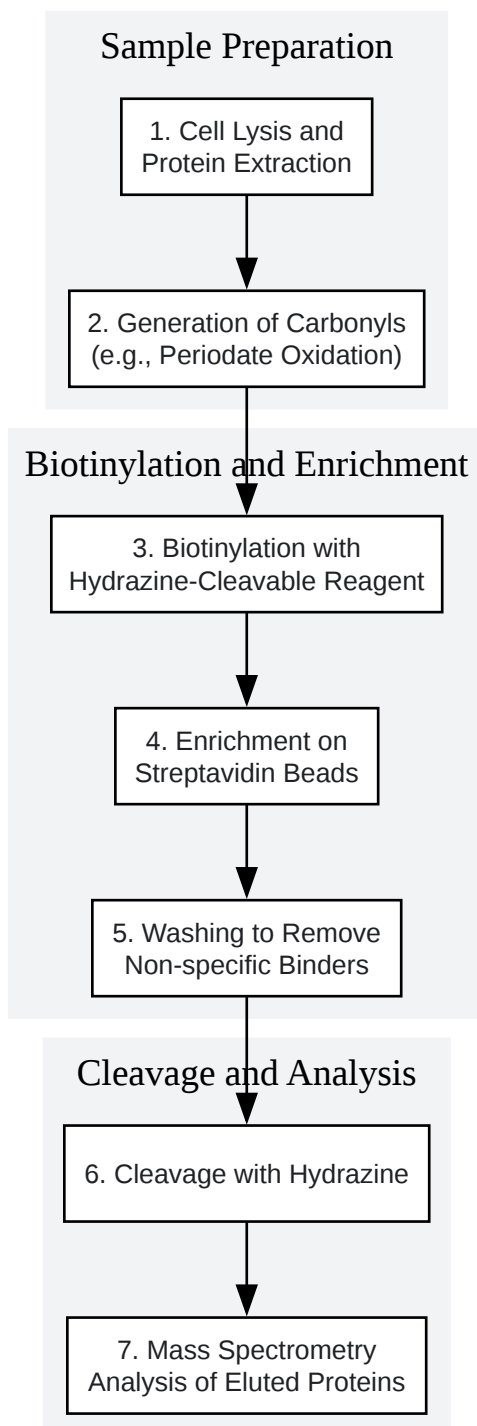 Sample Preparation
1. Cell Lysis and
Protein Extraction
2. Generation of Carbonyls
(e.g., Periodate Oxidation)
Biotinylation and Enrichment
3. Biotinylation with
Hydrazine-Cleavable Reagent
4. Enrichment on
Streptavidin Beads
5. Washing to Remove
Non-specific Binders
Cleavage and Analysis
6. Cleavage with Hydrazine
7. Mass Spectrometry
Analysis of Eluted Proteins